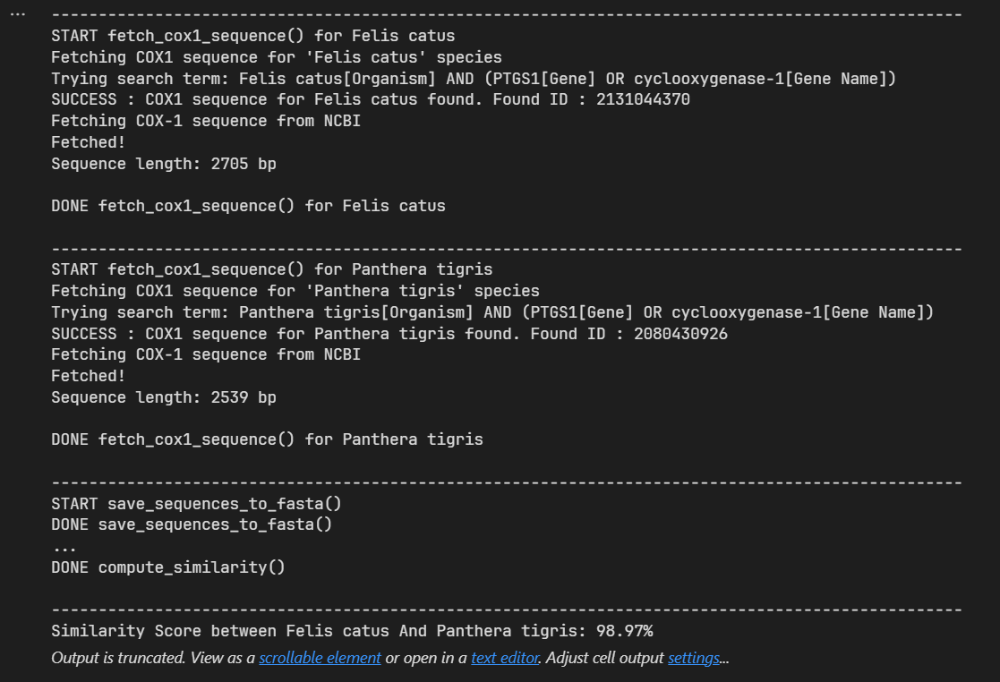 ...
----------------------------------------------------------------------------------------------------
START fetch_cox1_sequence() for Felis catus
Fetching COX1 sequence for 'Felis catus' species
Trying search term: Felis catus[Organism] AND (PTGS1[Gene] OR cyclooxygenase-1[Gene Name])
SUCCESS : COX1 sequence for Felis catus found. Found ID : 2131044370
Fetching COX-1 sequence from NCBI
Fetched!
Sequence length: 2705 bp
DONE fetch_cox1_sequence() for Felis catus
----------------------------------------------------------------------------------------------------
START fetch_cox1_sequence() for Panthera tigris
Fetching COX1 sequence for 'Panthera tigris' species
Trying search term: Panthera tigris[Organism] AND (PTGS1[Gene] OR cyclooxygenase-1[Gene Name])
SUCCESS : COX1 sequence for Panthera tigris found. Found ID : 2080430926
Fetching COX-1 sequence from NCBI
Fetched!
Sequence length: 2539 bp
DONE fetch_cox1_sequence() for Panthera tigris
----------------------------------------------------------------------------------------------------
START save_sequences_to_fasta()
DONE save_sequences_to_fasta()
...
DONE compute_similarity()
----------------------------------------------------------------------------------------------------
Similarity Score between Felis catus And Panthera tigris: 98.97%
Output is truncated. View as a scrollable element or open in a text editor. Adjust cell output settings...